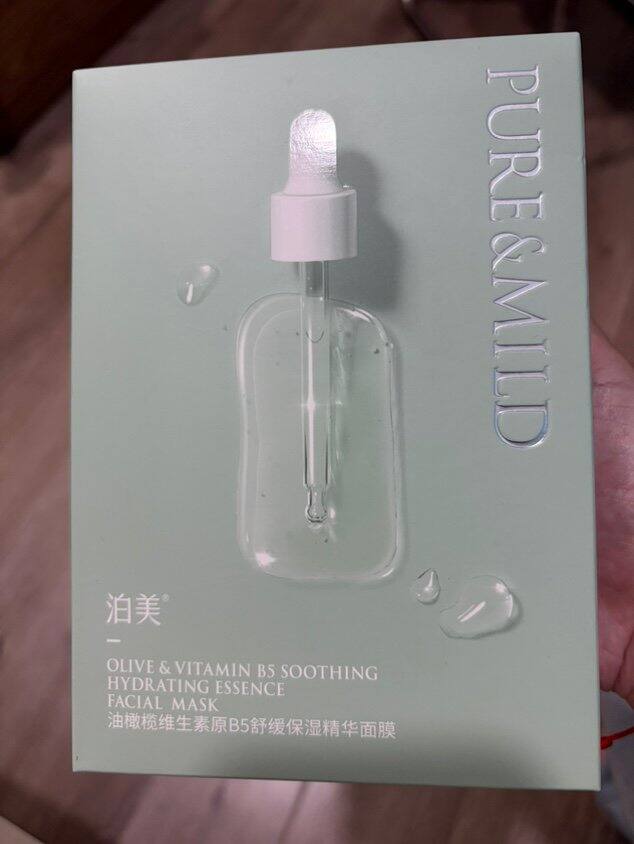 PURE&MILD
泊美®
OLIVE & VITAMIN B5 SOOTHING
HYDRATING ESSENCE
FACIAL MASK
油橄榄维生素原B5舒缓保湿精华面膜